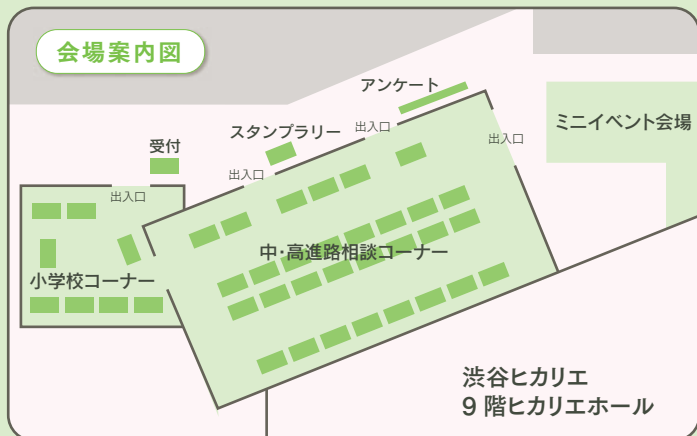 会場案内図
アンケート
スタンプラリー
出入口
ミニイベント会場
受付
出入口
出入口
出入口
中・高進路相談コーナー
小学校コーナー
渋谷ヒカリエ
9 階ヒカリエホール